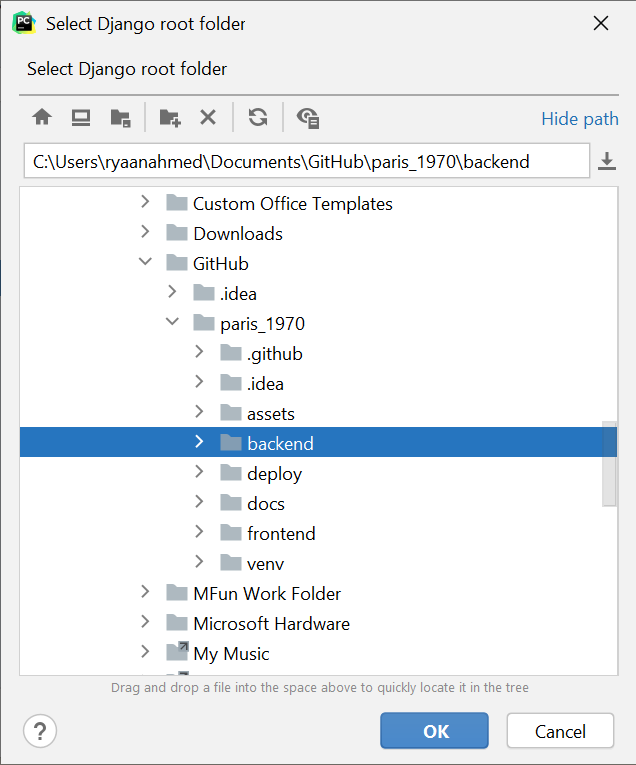 PC Select Django root folder
Select Django root folder
Hide path
C:\Users\ryaanahmed\Documents\GitHub\paris_1970\backend
Custom Office Templates
Downloads
GitHub
.idea
paris_1970
.github
.idea
assets
backend
deploy
docs
frontend
venv
MFun Work Folder
Microsoft Hardware
My Music
Drag and drop a file into the space above to quickly locate it in the tree
? OK Cancel